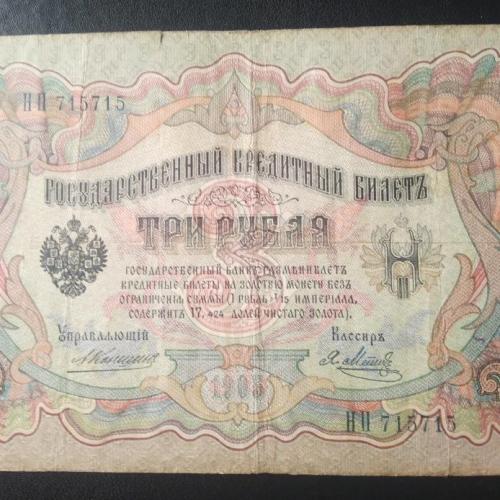 НП 715715
ГОСУДАРСТВЕННЫЙ КРЕДИТНЫЙ БИЛЕТЪ
ТРИ РУБЛЯ
3
ГОСУДАРСТВЕННЫЙ БАНКЪ РАЗМѢНИВАЕТЪ
КРЕДИТНЫЕ БИЛЕТЫ НА ЗОЛОТУЮ МОНЕТУ БЕЗЪ
ОГРАНИЧЕНІЯ СУММЫ (1 РУБЛЬ = 1/15 ИМПЕРІАЛА,
СОДЕРЖИТЪ 17,424 ДОЛЕЙ ЧИСТАГО ЗОЛОТА).
Управляющій
Кассиръ
1905
НП 715715